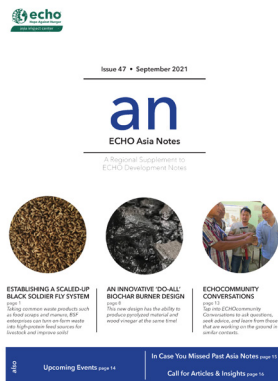 echo
Hope Against Hunger
asia impact center
Issue 47 • September 2021
an
ECHO Asia Notes
A Regional Supplement to
ECHO Development Notes
ESTABLISHING A SCALED-UP
BLACK SOLDIER FLY SYSTEM
page 1
Taking common waste products such
as food scraps and manure, BSF
enterprises can turn on-farm waste
into high-protein feed sources for
livestock and improve soils!
AN INNOVATIVE 'DO-ALL'
BIOCHAR BURNER DESIGN
page 8
This new design has the ability to
produce pyrolyzed material and
wood vinegar at the same time!
ECHOCOMMUNITY
CONVERSATIONS
page 13
Tap into ECHOcommunity
Conversations to ask questions,
seek advice, and learn from those
that are working on the ground in
similar contexts.
also
Upcoming Events page 14
In Case You Missed Past Asia Notes page 15
Call for Articles & Insights page 16